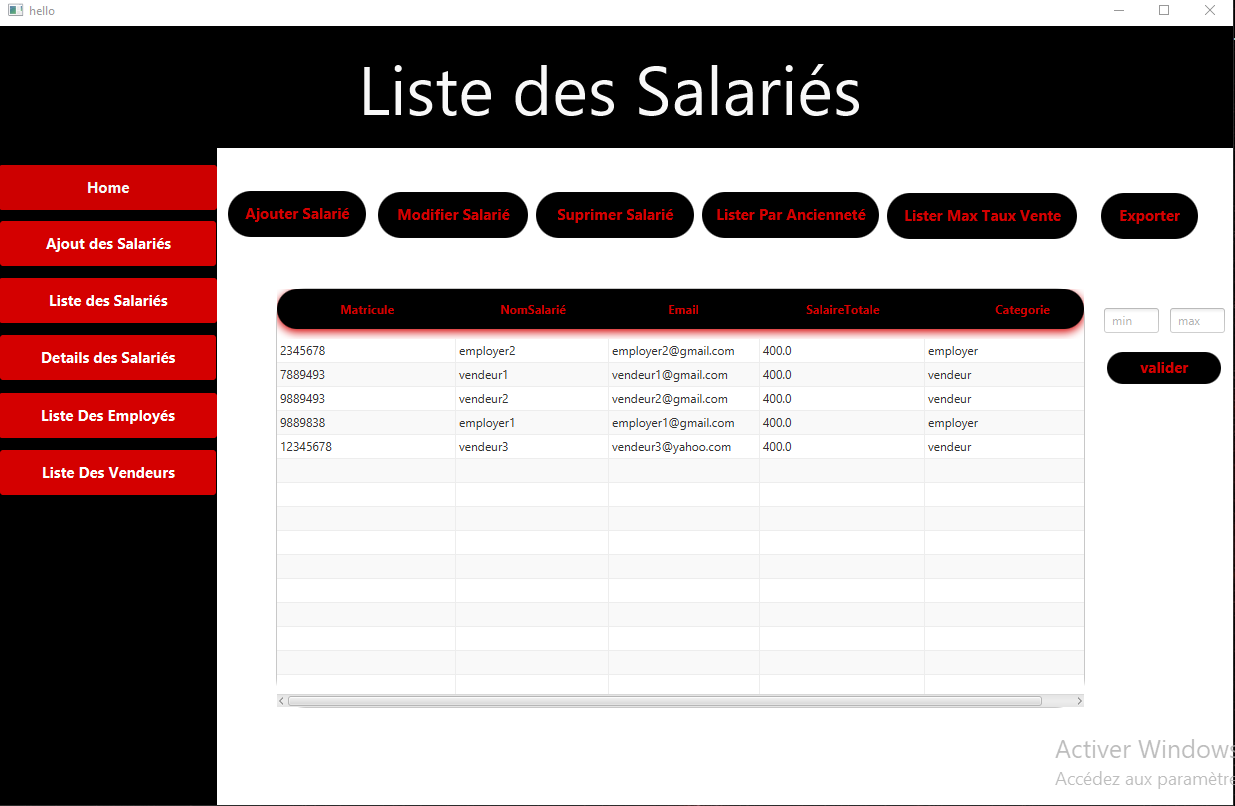 hello
Liste des Salariés
Home
Ajout des Salariés
Liste des Salariés
Details des Salariés
Liste Des Employés
Liste Des Vendeurs
Ajouter Salarié Modifier Salarié Suprimer Salarié Lister Par Ancienneté Lister Max Taux Vente Exporter
Matricule NomSalarié Email SalaireTotale Categorie
2345678 employer2 employer2@gmail.com 400.0 employer
7889493 vendeur1 vendeur1@gmail.com 400.0 vendeur
9889493 vendeur2 vendeur2@gmail.com 400.0 vendeur
9889838 employer1 employer1@gmail.com 400.0 employer
12345678 vendeur3 vendeur3@yahoo.com 400.0 vendeur
min max
valider
Activer Windows
Accédez aux paramètre